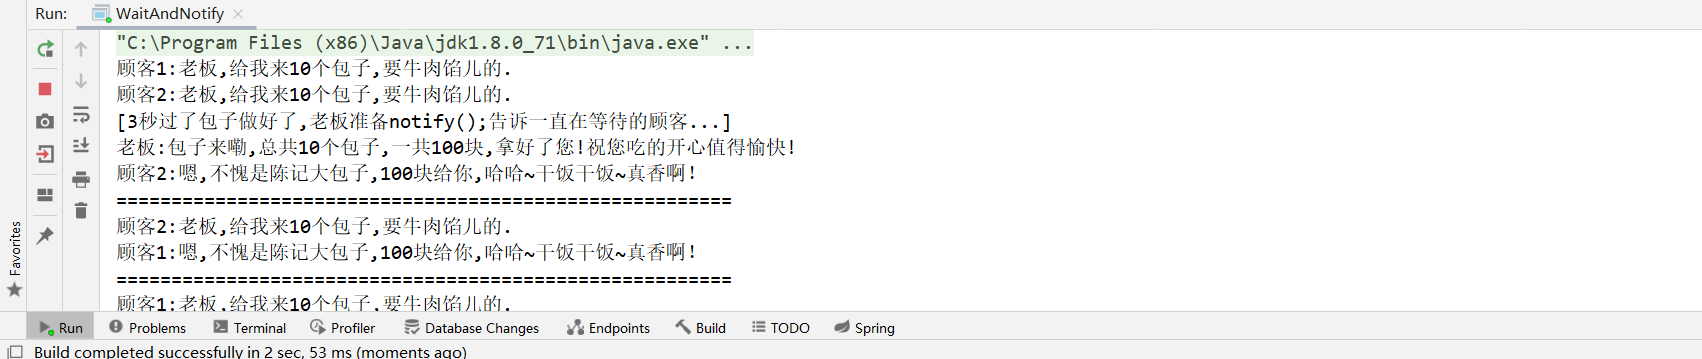 Run:
WaitAndNotify
"C:\Program Files (x86)\Java\jdk1.8.0_71\bin\java.exe" ...
顾客1:老板,给我来10个包子,要牛肉馅儿的.
顾客2:老板,给我来10个包子,要牛肉馅儿的.
[3秒过了包子做好了,老板准备notify();告诉一直在等待的顾客...]
老板:包子来嘞,总共10个包子,一共100块,拿好了您!祝您吃的开心值得愉快!
顾客2:嗯,不愧是陈记大包子,100块给你,哈哈~干饭干饭~真香啊!
========================================================
顾客2:老板,给我来10个包子,要牛肉馅儿的.
顾客1:嗯,不愧是陈记大包子,100块给你,哈哈~干饭干饭~真香啊!
========================================================
顾客1:老板,给我来10个包子,要牛肉馅儿的.
Favorites
Run Problems Terminal Profiler Database Changes Endpoints Build TODO Spring
Build completed successfully in 2 sec, 53 ms (moments ago)